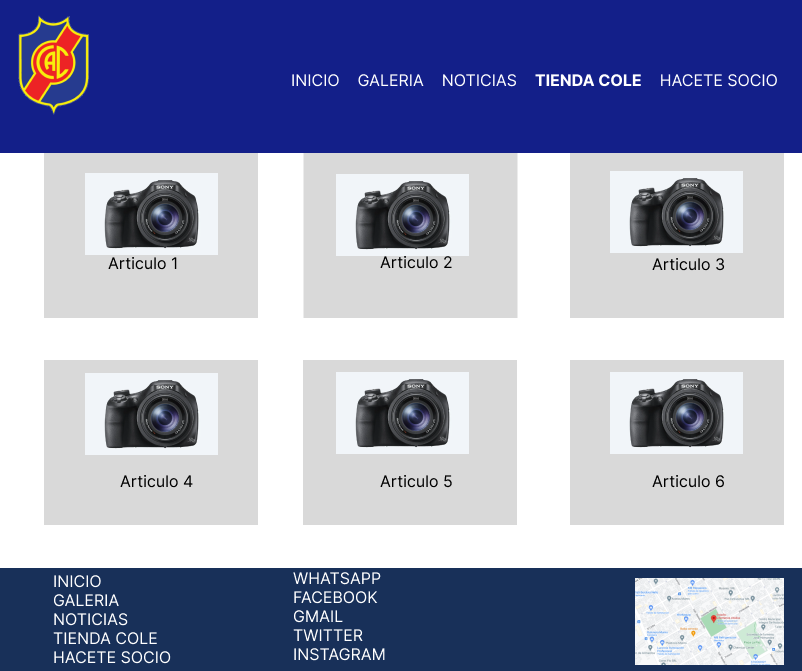 CAC
INICIO GALERIA NOTICIAS TIENDA COLE HACETE SOCIO
SONY SONY SONY
Articulo 1 Articulo 2 Articulo 3
SONY SONY SONY
Articulo 4 Articulo 5 Articulo 6
INICIO
GALERIA
NOTICIAS
TIENDA COLE
HACETE SOCIO
WHATSAPP
FACEBOOK
GMAIL
TWITTER
INSTAGRAM